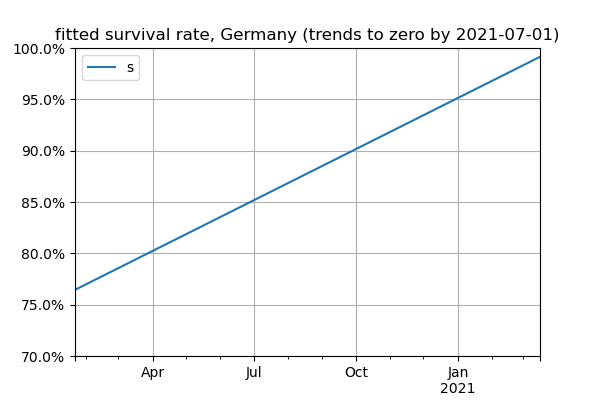 fitted survival rate, Germany (trends to zero by 2021-07-01)
100.0%
s
95.0%
90.0%
85.0%
80.0%
75.0%
70.0%
Apr Jul Oct Jan
2021